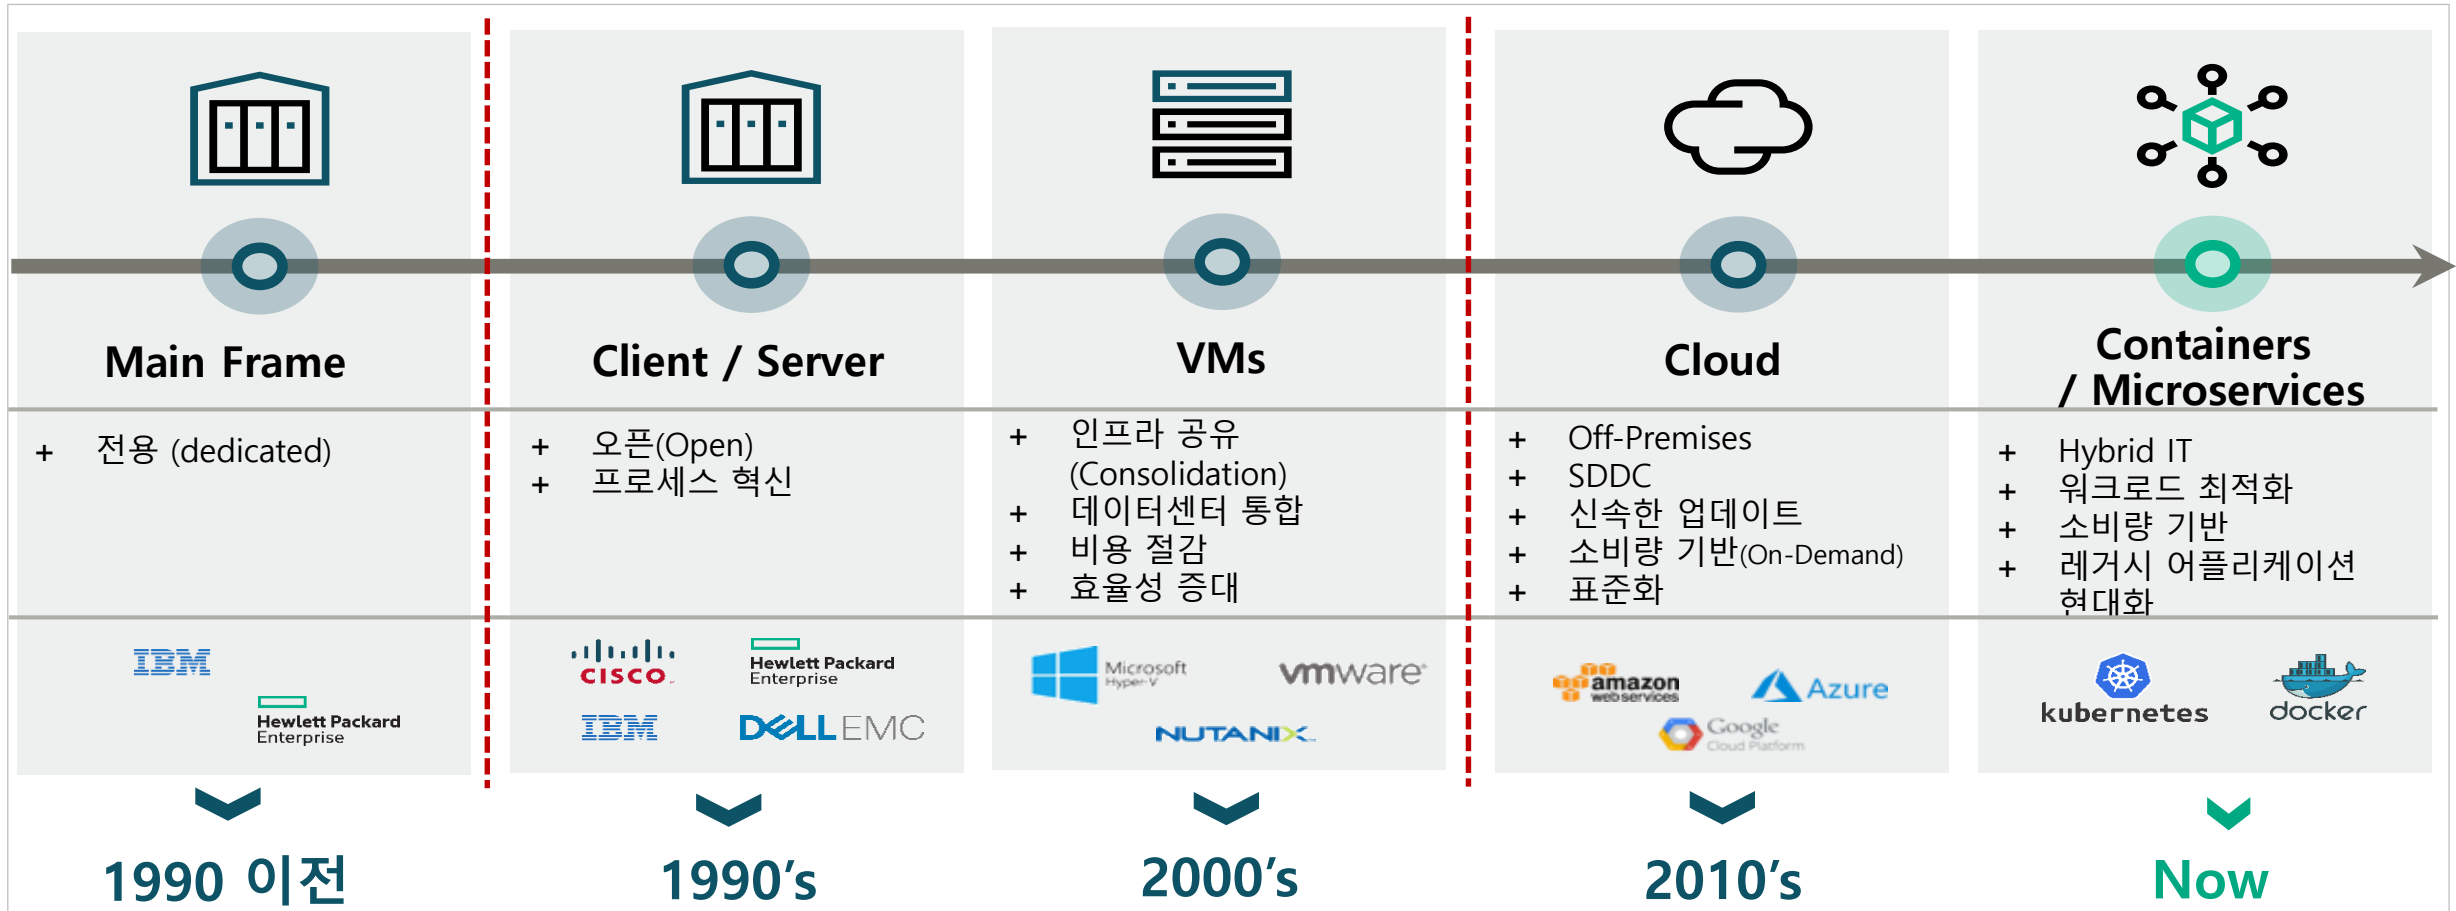 Main Frame
Client / Server
VMs
Cloud
Containers
/ Microservices
+ 전용 (dedicated)
+ 오픈(Open)
+ 프로세스 혁신
+ 인프라 공유
(Consolidation)
+ 데이터센터 통합
+ 비용 절감
+ 효율성 증대
+ Off-Premises
+ SDDC
+ 신속한 업데이트
+ 소비량 기반(On-Demand)
+ 표준화
+ Hybrid IT
+ 워크로드 최적화
+ 소비량 기반
+ 레거시 어플리케이션
현대화
IBM
Hewlett Packard
Enterprise
CISCO
Hewlett Packard
Enterprise
IBM
DELL EMC
Microsoft
Hyper-V
vmware
NUTANIX
amazon
webservices
Azure
Google
Cloud Platform
kubernetes
docker
1990 이전
1990’s
2000’s
2010’s
Now